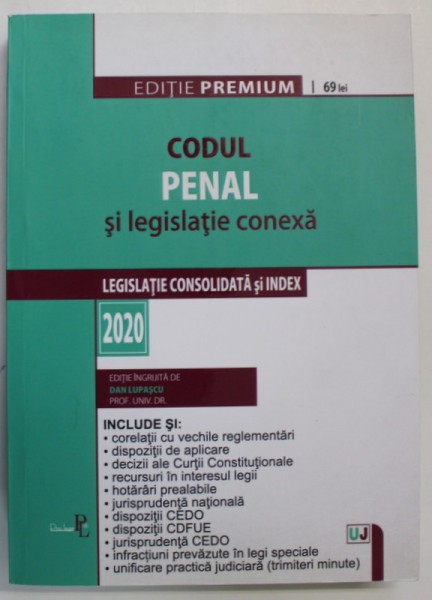 EDIȚIE PREMIUM | 69 lei
CODUL
PENAL
și legislație conexă
LEGISLAȚIE CONSOLIDATĂ și INDEX
2020
EDIȚIE ÎNGRIJITĂ DE
DAN LUPAȘCU
PROF. UNIV. DR.
INCLUDE ȘI:
• corelații cu vechile reglementări
• dispoziții de aplicare
• decizii ale Curții Constituționale
• recursuri în interesul legii
• hotărâri prealabile
• jurisprudență națională
• dispoziții CEDO
• dispoziții CDFUE
• jurisprudență CEDO
• infracțiuni prevăzute în legi speciale
• unificare practică judiciară (trimiteri minute)
UJ